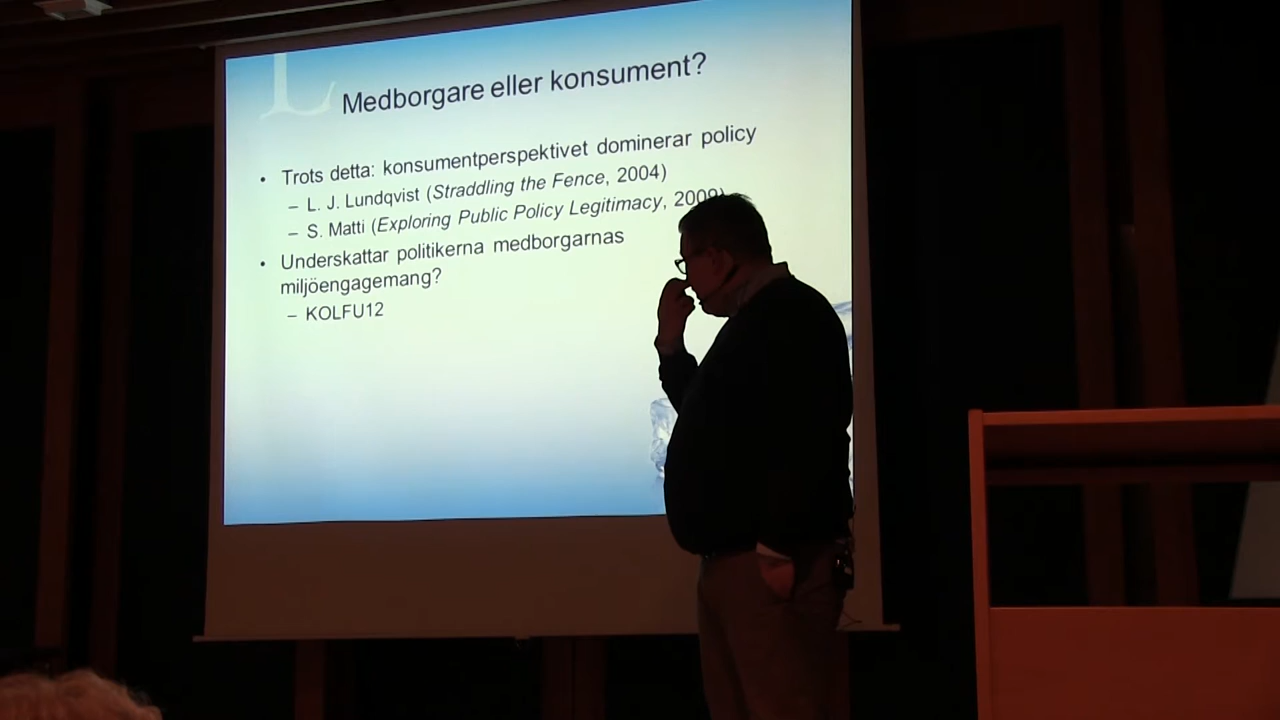 L
Medborgare eller konsument?
• Trots detta: konsumentperspektivet dominerar policy
– L. J. Lundqvist (Straddling the Fence, 2004)
– S. Matti (Exploring Public Policy Legitimacy, 2009)
• Underskattar politikerna medborgarnas
miljöengagemang?
– KOLFU12